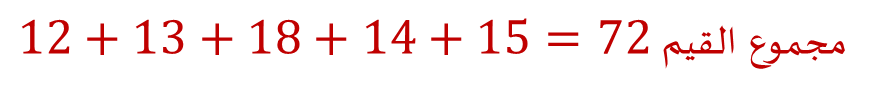 مجموع القيم 12 + 13 + 18 + 14 + 15 = 72